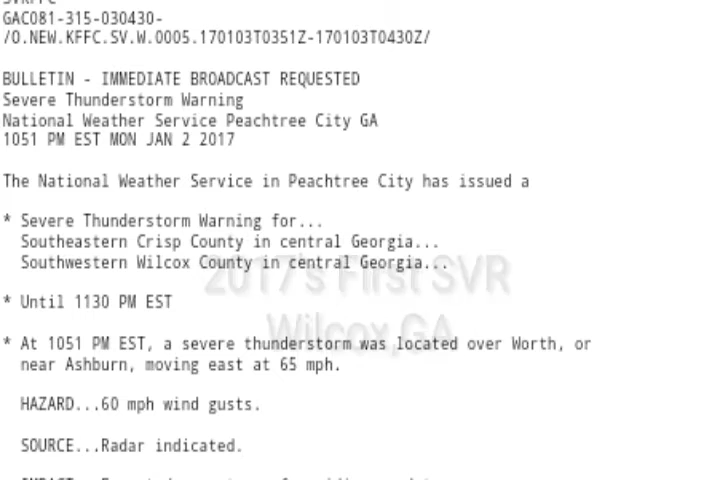 GAC081-315-030430-
/O.NEW.KFFC.SV.W.0005.170103T0351Z-170103T0430Z/
BULLETIN - IMMEDIATE BROADCAST REQUESTED
Severe Thunderstorm Warning
National Weather Service Peachtree City GA
1051 PM EST MON JAN 2 2017
The National Weather Service in Peachtree City has issued a
* Severe Thunderstorm Warning for...
Southeastern Crisp County in central Georgia...
Southwestern Wilcox County in central Georgia...
2017's First SVR
* Until 1130 PM EST
Wilcox,GA
* At 1051 PM EST, a severe thunderstorm was located over Worth, or
near Ashburn, moving east at 65 mph.
HAZARD...60 mph wind gusts.
SOURCE...Radar indicated.